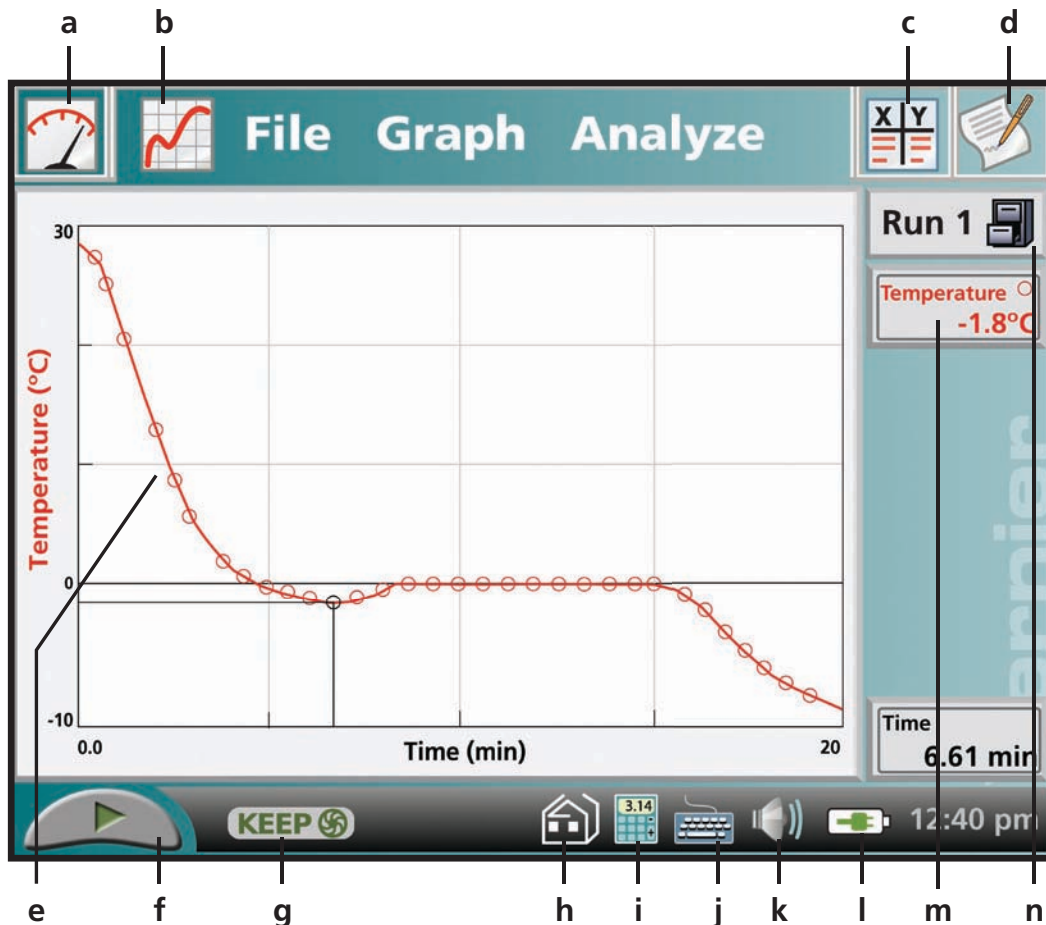 a b c d
File Graph Analyze X Y
Run 1
30
Temperature
-1.8°C
Temperature (°C)
0
-10
0.0 Time (min) 20
Time
6.61 min
KEEP 3.14 12:40 pm
e f g h i j k l m n